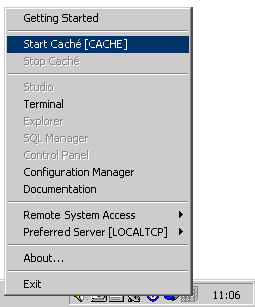 Getting Started
Start Caché [CACHE]
Stop Caché
Studio
Terminal
Explorer
SQL Manager
Control Panel
Configuration Manager
Documentation
Remote System Access
Preferred Server [LOCALTCP]
About...
Exit
11:06